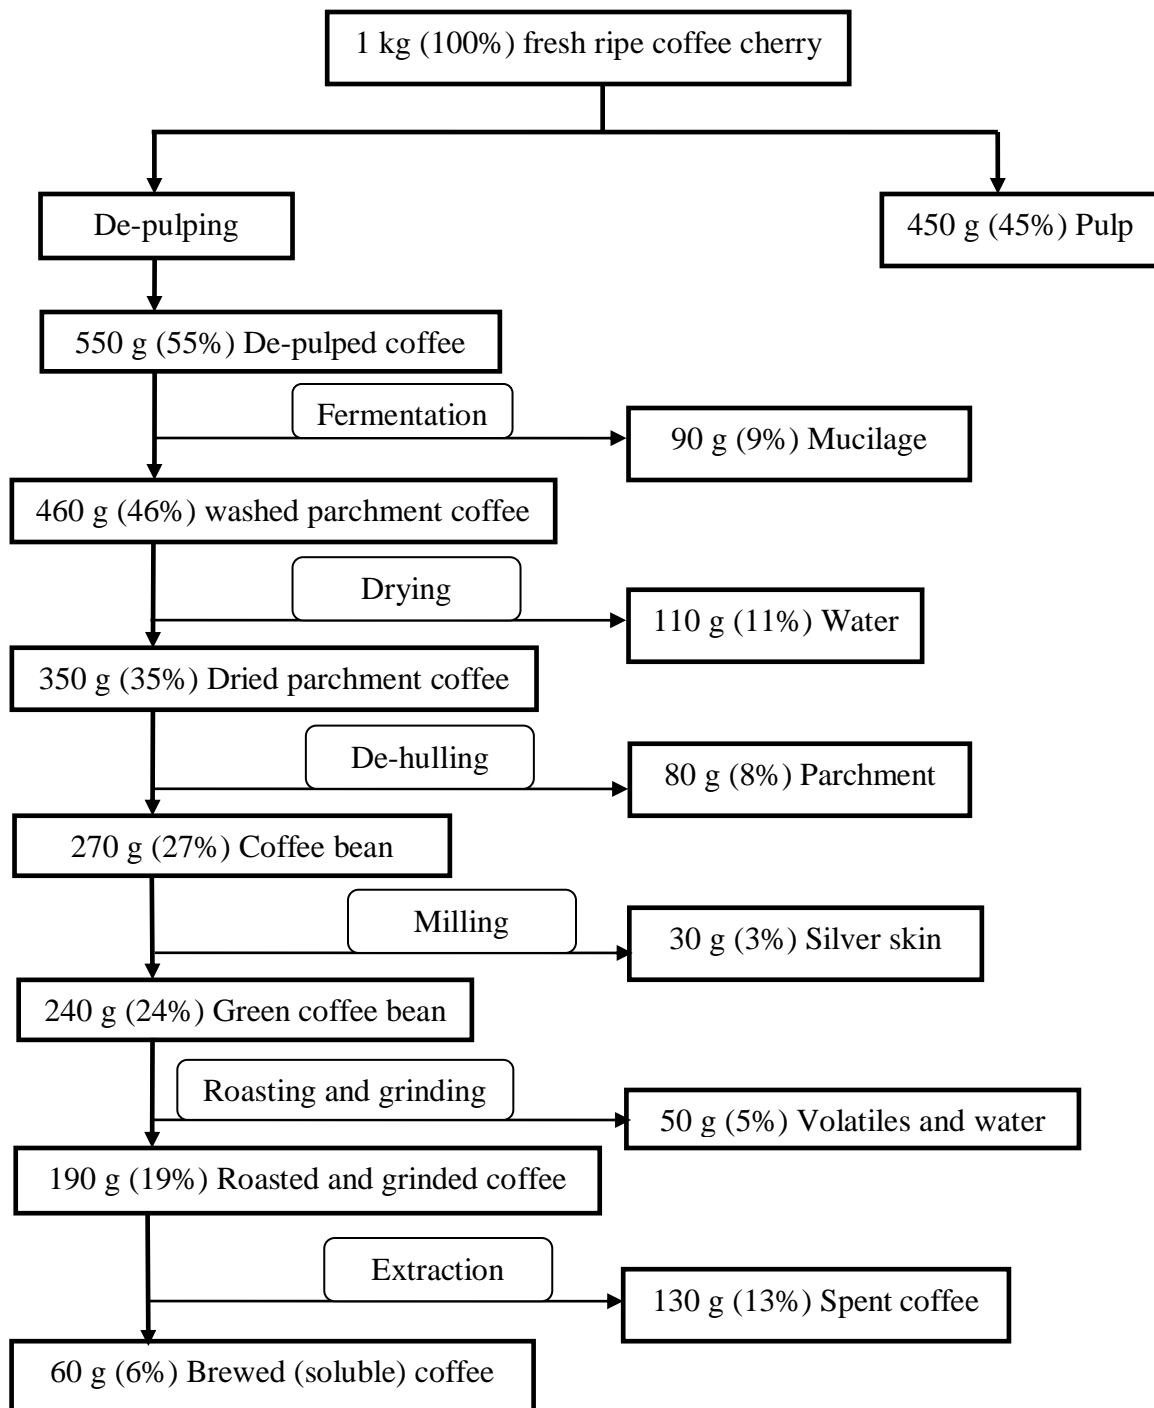 1 kg (100%) fresh ripe coffee cherry
De-pulping
450 g (45%) Pulp
550 g (55%) De-pulped coffee
Fermentation
90 g (9%) Mucilage
460 g (46%) washed parchment coffee
Drying
110 g (11%) Water
350 g (35%) Dried parchment coffee
De-hulling
80 g (8%) Parchment
270 g (27%) Coffee bean
Milling
30 g (3%) Silver skin
240 g (24%) Green coffee bean
Roasting and grinding
50 g (5%) Volatiles and water
190 g (19%) Roasted and grinded coffee
Extraction
130 g (13%) Spent coffee
60 g (6%) Brewed (soluble) coffee